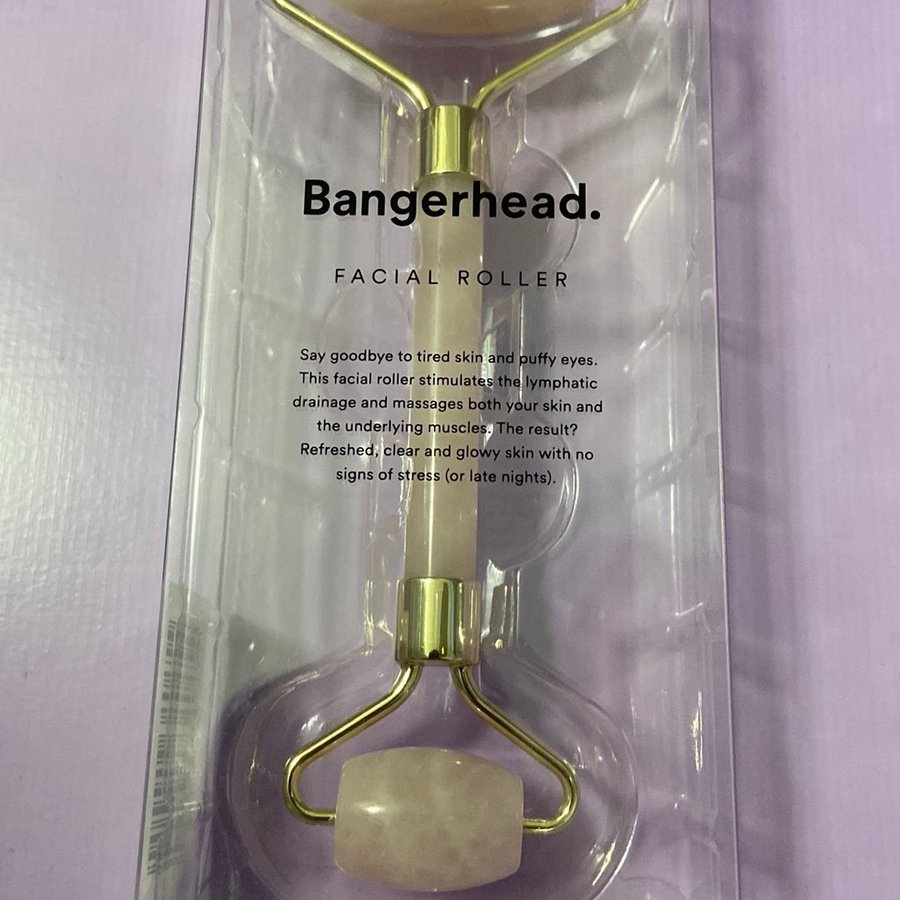 Bangerhead.
FACIAL ROLLER
Say goodbye to tired skin and puffy eyes.
This facial roller stimulates the lymphatic
drainage and massages both your skin and
the underlying muscles. The result?
Refreshed, clear and glowy skin with no
signs of stress (or late nights).